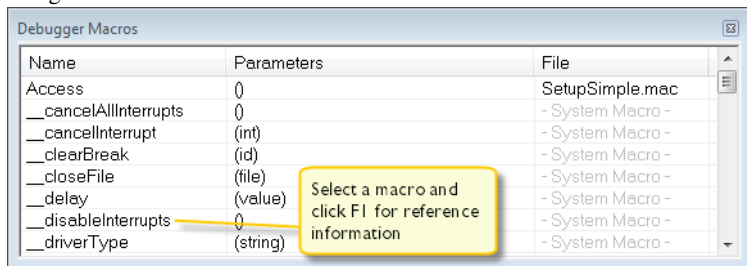 Debugger Macros
Name Parameters File
Access () SetupSimple.mac
__cancelAllInterrupts () - System Macro -
__cancelInterrupt (int) - System Macro -
__clearBreak (id) - System Macro -
__closeFile (file) - System Macro -
__delay (value) - System Macro -
__disableInterrupts () - System Macro -
__driverType (string) - System Macro -
Select a macro and
click F1 for reference
information